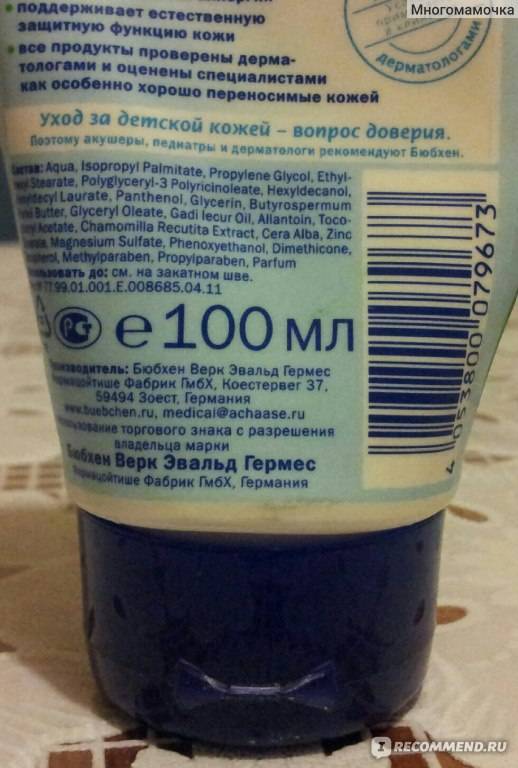 Многомамочка
поддерживает естественную
защитную функцию кожи
все продукты проверены дерма-
тологами и оценены специалистами
как особенно хорошо переносимые кожей
дерматологами
Уход за детской кожей – вопрос доверия.
Поэтому акушеры, педиатры и дерматологи рекомендуют Бюбхен.
Состав: Aqua, Isopropyl Palmitate, Propylene Glycol, Ethyl-
Stearate, Polyglyceryl-3 Polyricinoleate, Hexyldecanol,
Laurate, Panthenol, Glycerin, Butyrospermum
Butter, Glyceryl Oleate, Gadi Iecur Oil, Allantoin, Toco-
Acetate, Chamomilla Recutita Extract, Cera Alba, Zinc
Magnesium Sulfate, Phenoxyethanol, Dimethicone,
Methylparaben, Propylparaben, Parfum
до: см. на закатном шве.
77.99.01.001.E.008685.04.11
РСТ e 100 мл
Бюбхен Верк Эвальд Гермес
Фабрик ГмбХ, Коестервег 37,
59494 Зоест, Германия
www.buebchen.ru, medical@achaase.ru
торгового знака с разрешения
владельца марки
Бюбхен Верк Эвальд Гермес
Фабрик ГмбХ, Германия
4 053800 079673
IRECOMMEND.RU